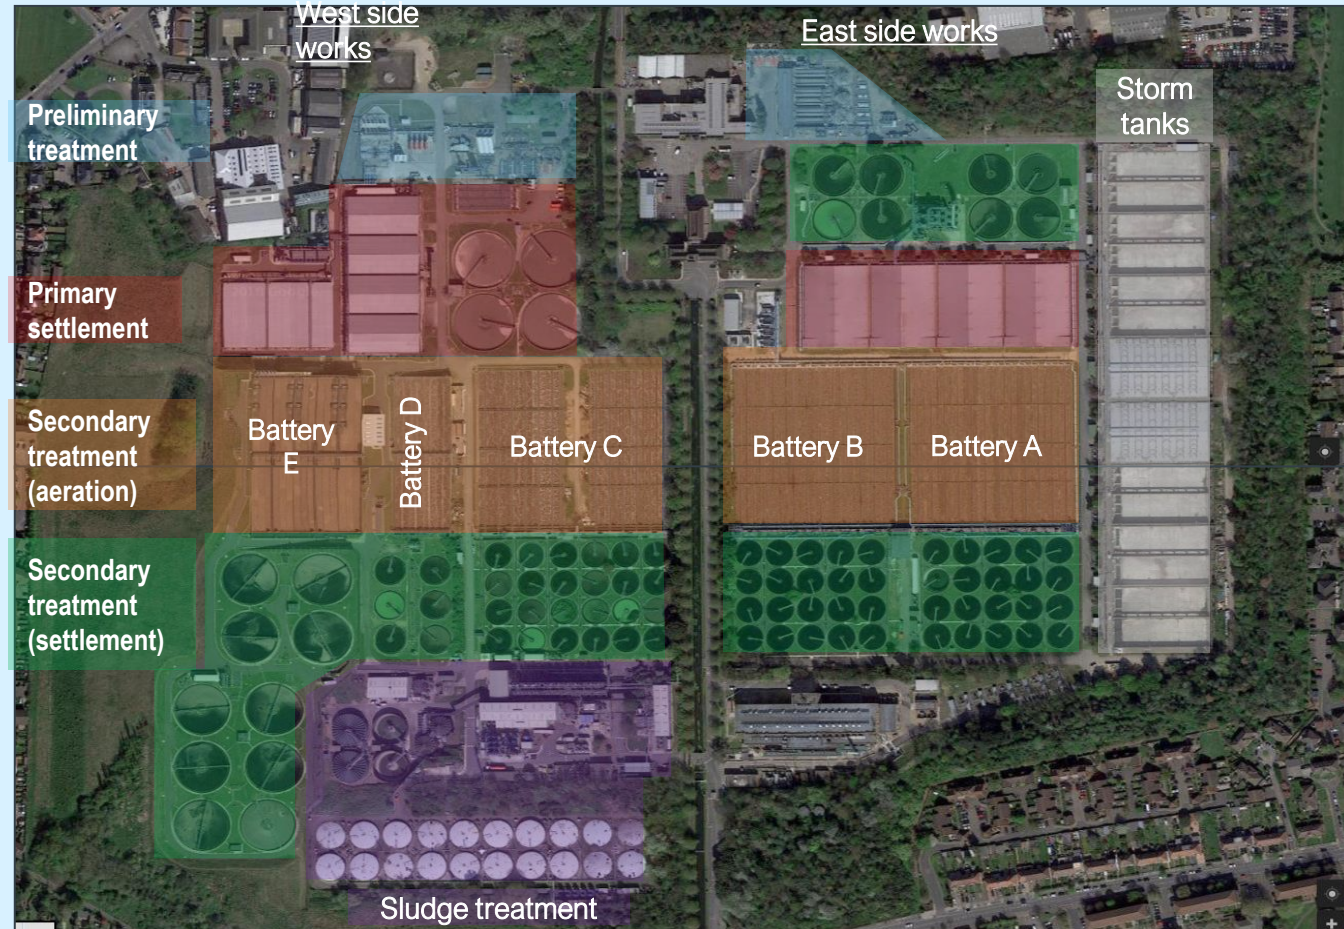 West side
works
East side works
Storm
tanks
Preliminary
treatment
Primary
settlement
Secondary
treatment
(aeration)
Battery
E
Battery D
Battery C
Battery B
Battery A
Secondary
treatment
(settlement)
Sludge treatment